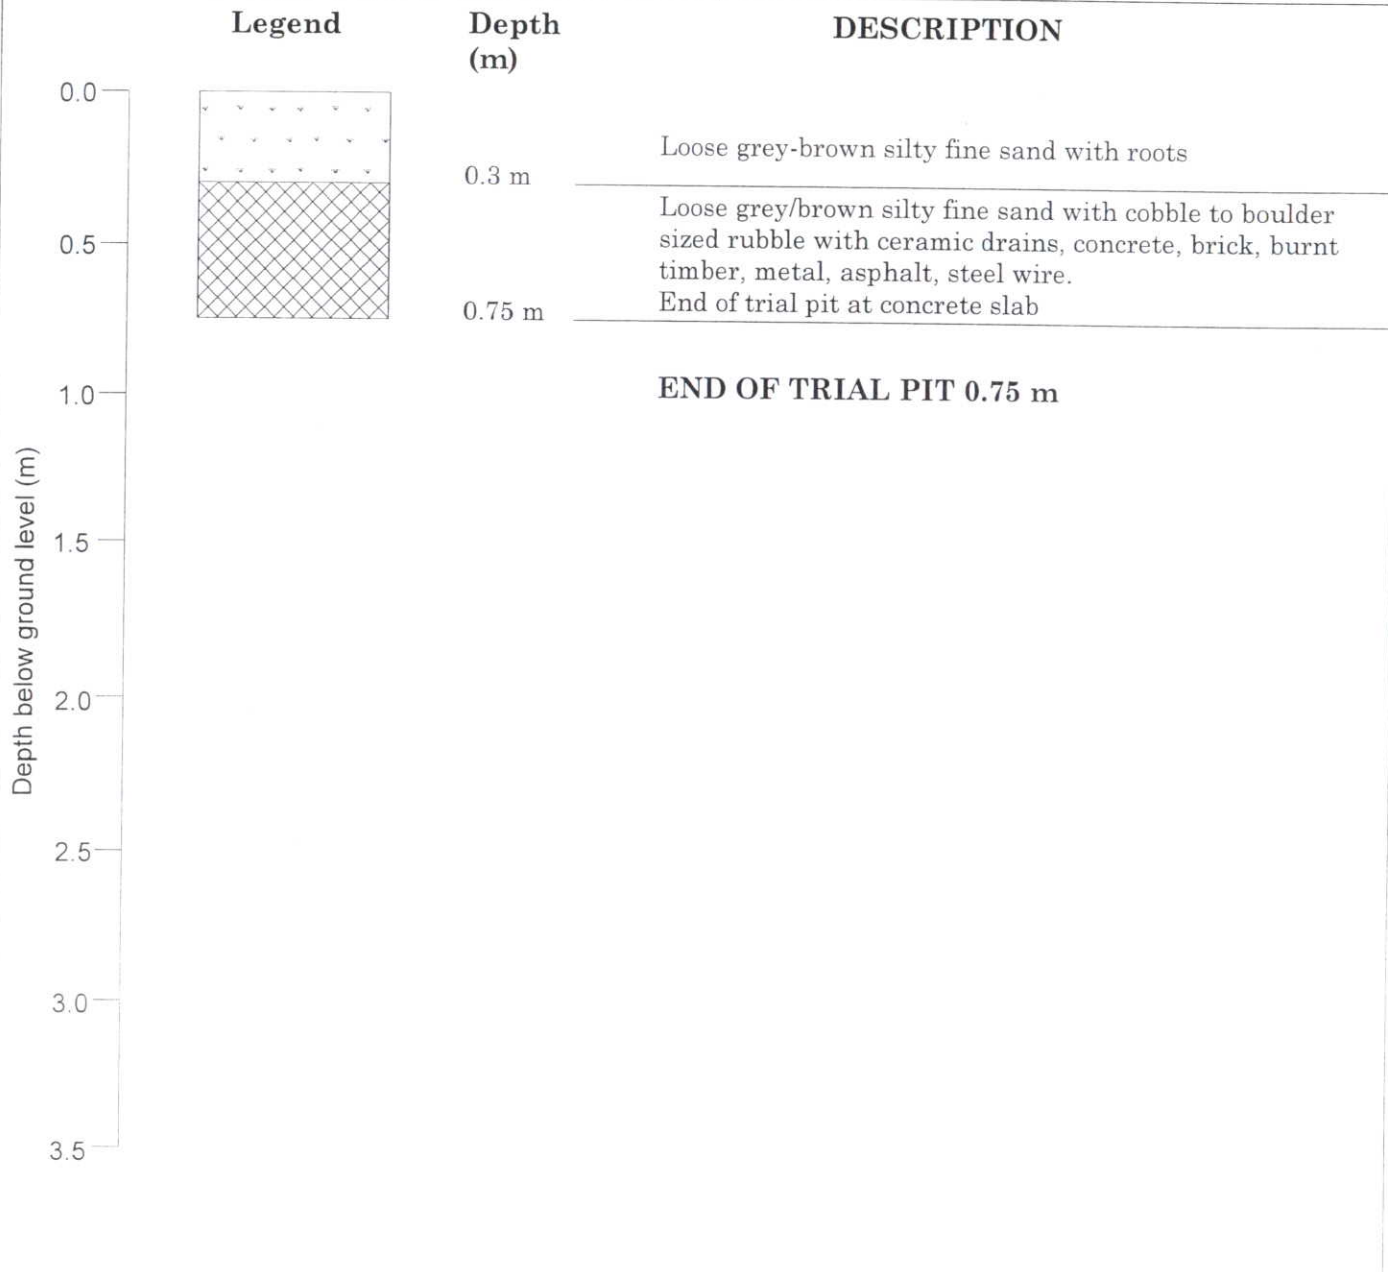 Legend
Depth
(m)
DESCRIPTION
0.0
Loose grey-brown silty fine sand with roots
0.3 m
Loose grey/brown silty fine sand with cobble to boulder
0.5
sized rubble with ceramic drains, concrete, brick, burnt
timber, metal, asphalt, steel wire.
0.75 m
End of trial pit at concrete slab
1.0
END OF TRIAL PIT 0.75 m
Depth below ground level (m)
1.5
2.0
2.5
3.0
3.5